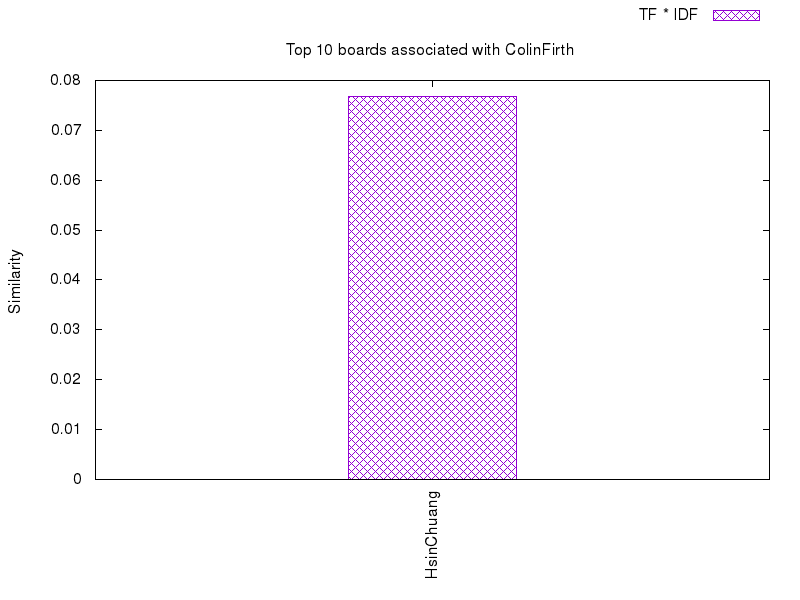 TF * IDF
Top 10 boards associated with ColinFirth
0.08
0.07
0.06
0.05
0.04
0.03
0.02
0.01
0
Similarity
HsinChuang